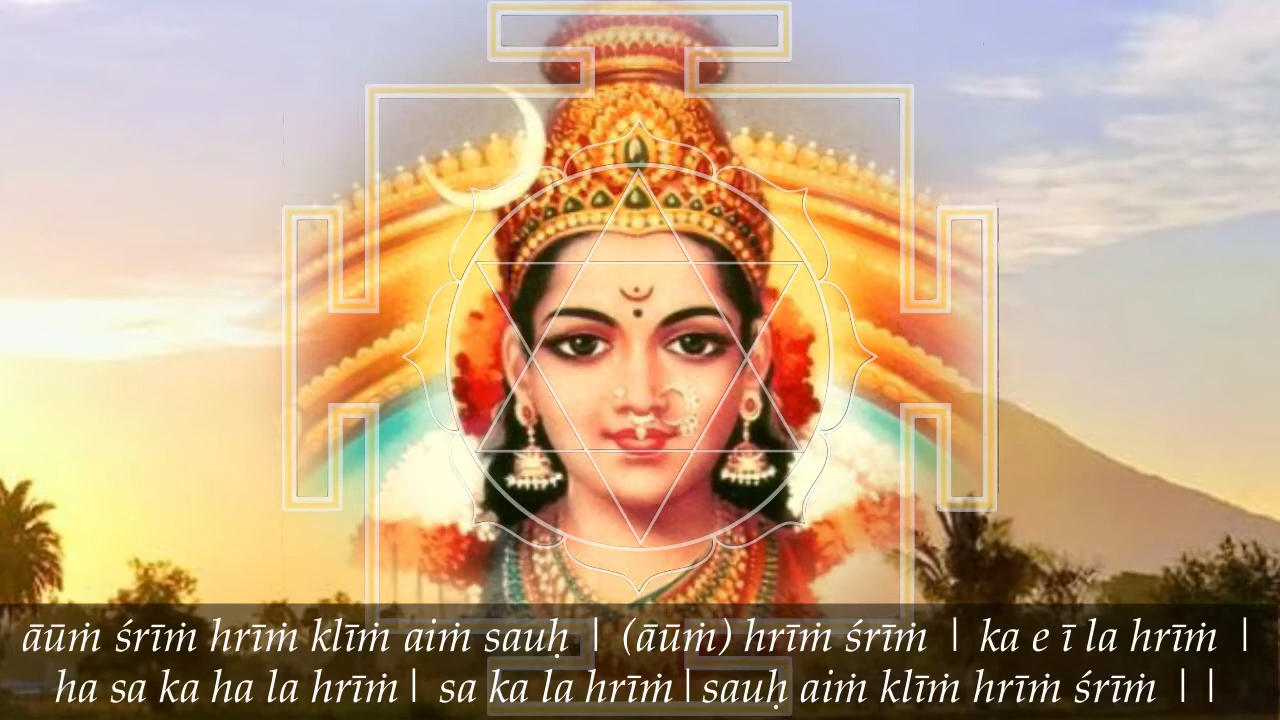 āūṁ śrīṁ hrīṁ klīṁ aiṁ sauḥ | (āūṁ) hrīṁ śrīṁ | ka e ī la hrīṁ |
ha sa ka ha la hrīṁ| sa ka la hrīṁ|sauḥ aiṁ klīṁ hrīṁ śrīṁ ||